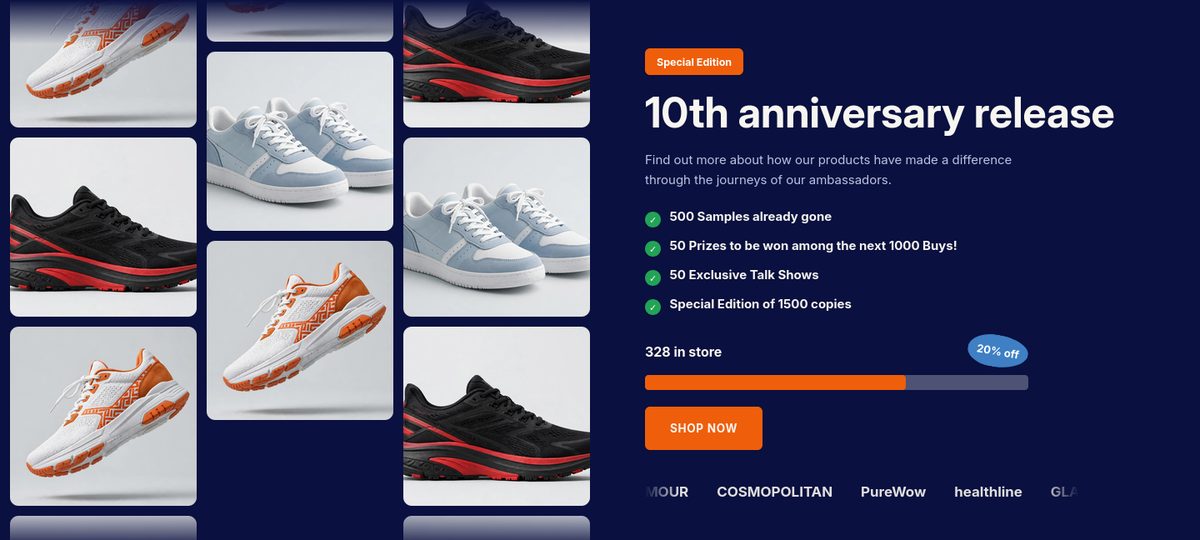 Special Edition
10th anniversary release
Find out more about how our products have made a difference
through the journeys of our ambassadors.
500 Samples already gone
50 Prizes to be won among the next 1000 Buys!
50 Exclusive Talk Shows
Special Edition of 1500 copies
328 in store
20% off
SHOP NOW
MOUR COSMOPOLITAN PureWow healthline GLA